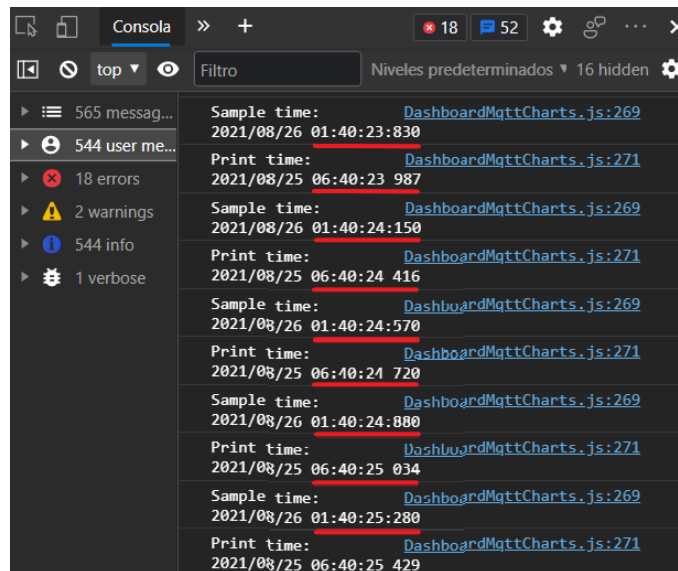 Consola » + 18 52 ...
top Filtro Niveles predeterminados 16 hidden
565 messag...
544 user me...
18 errors
2 warnings
544 info
1 verbose
Sample time: DashboardMqttCharts.js:269
2021/08/26 01:40:23:830
Print time: DashboardMqttCharts.js:271
2021/08/25 06:40:23 987
Sample time: DashboardMqttCharts.js:269
2021/08/26 01:40:24:150
Print time: DashboardMqttCharts.js:271
2021/08/25 06:40:24 416
Sample time: DashboardMqttCharts.js:269
2021/08/26 01:40:24:570
Print time: DashboardMqttCharts.js:271
2021/08/25 06:40:24 720
Sample time: DashboardMqttCharts.js:269
2021/08/26 01:40:24:880
Print time: DashboardMqttCharts.js:271
2021/08/25 06:40:25 034
Sample time: DashboardMqttCharts.js:269
2021/08/26 01:40:25:280
Print time: DashboardMqttCharts.js:271
2021/08/25 06:40:25 429